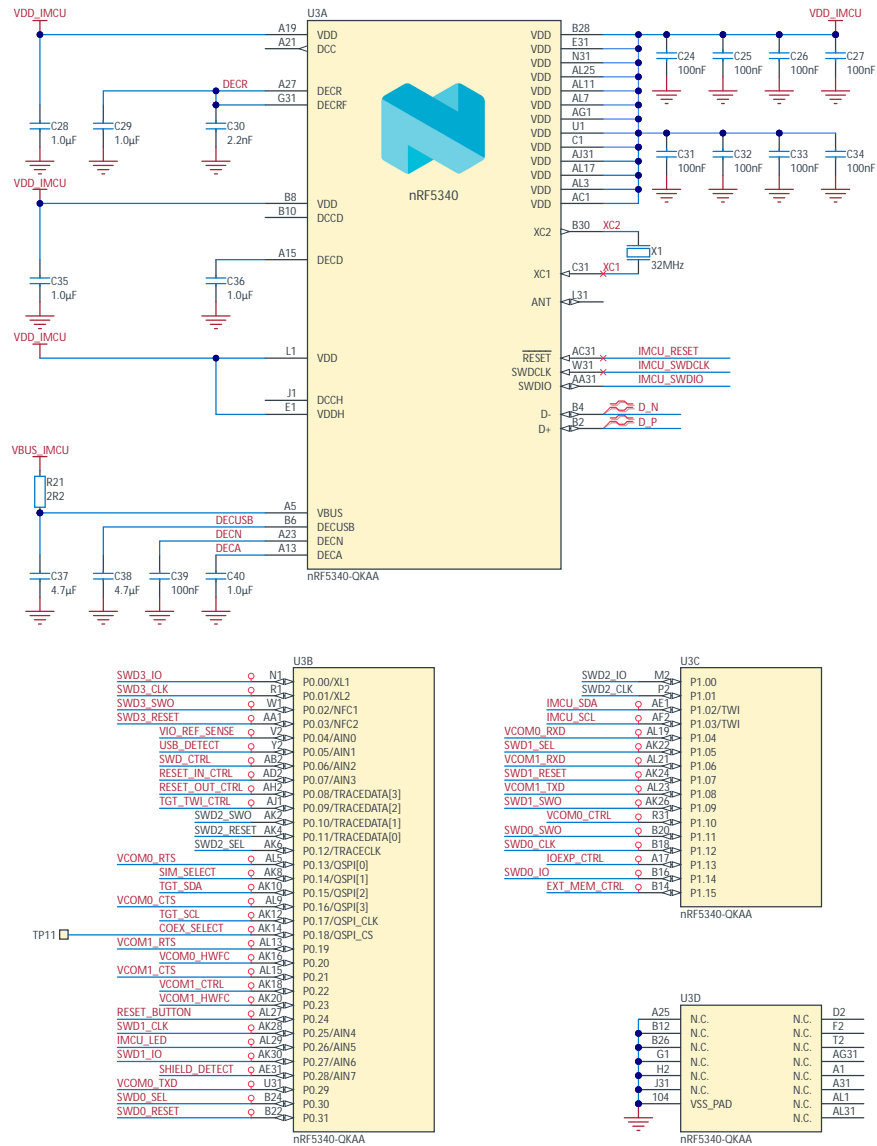 U3A
VDD_IMCU
VDD_IMCU
A19 VDD VDD B28
A21 DCC VDD E31
VDD N31
VDD AL25
DECR A27 DECR VDD AL11
G31 DECRF VDD AL7
VDD AG1
VDD U1
VDD C1
VDD AJ31
VDD AL17
VDD AL3
VDD AC1
C24 100nF C25 100nF C26 100nF C27 100nF
C28 1.0µF C29 1.0µF C30 2.2nF
C31 100nF C32 100nF C33 100nF C34 100nF
nRF5340
VDD_IMCU
B8 VDD
B10 DCCD
XC2 B30 XC2
A15 DECD
XC1 C31 XC1
X1
32MHz
C35 1.0µF C36 1.0µF
ANT L31
VDD_IMCU
L1 VDD
RESET AC31 IMCU_RESET
SWDCLK W31 IMCU_SWDCLK
SWDIO AA31 IMCU_SWDIO
J1 DCCH
E1 VDDH
D- B4 D_N
D+ B2 D_P
VBUS_IMCU
R21
2R2
A5 VBUS
DECUSB B6 DECUSB
DECN A23 DECN
DECA A13 DECA
C37 4.7µF C38 4.7µF C39 100nF C40 1.0µF
nRF5340-QKAA
U3B
SWD3_IO N1 P0.00/XL1
SWD3_CLK R1 P0.01/XL2
SWD3_SWO W1 P0.02/NFC1
SWD3_RESET AA1 P0.03/NFC2
VIO_REF_SENSE V2 P0.04/AIN0
USB_DETECT Y2 P0.05/AIN1
SWD_CTRL AB2 P0.06/AIN2
RESET_IN_CTRL AD2 P0.07/AIN3
RESET_OUT_CTRL AH2 P0.08/TRACEDATA[3]
TGT_TWI_CTRL AJ1 P0.09/TRACEDATA[2]
SWD2_SWO AK2 P0.10/TRACEDATA[1]
SWD2_RESET AK4 P0.11/TRACEDATA[0]
SWD2_SEL AK6 P0.12/TRACECLK
VCOM0_RTS AL5 P0.13/QSPI[0]
SIM_SELECT AK8 P0.14/QSPI[1]
TGT_SDA AK10 P0.15/QSPI[2]
VCOM0_CTS AL9 P0.16/QSPI[3]
TGT_SCL AK12 P0.17/QSPI_CLK
TP11 COEX_SELECT AK14 P0.18/QSPI_CS
VCOM1_RTS AL13 P0.19
VCOM0_HWFC AK16 P0.20
VCOM1_CTS AL15 P0.21
VCOM1_CTRL AK18 P0.22
VCOM1_HWFC AK20 P0.23
RESET_BUTTON AL27 P0.24
SWD1_CLK AK28 P0.25/AIN4
IMCU_LED AL29 P0.26/AIN5
SWD1_IO AK30 P0.27/AIN6
SHIELD_DETECT AE31 P0.28/AIN7
VCOM0_TXD U31 P0.29
SWD0_SEL B24 P0.30
SWD0_RESET B22 P0.31
nRF5340-QKAA
U3C
SWD2_IO M2 P1.00
SWD2_CLK P2 P1.01
IMCU_SDA AE1 P1.02/TWI
IMCU_SCL AF2 P1.03/TWI
VCOM0_RXD AL19 P1.04
SWD1_SEL AK22 P1.05
VCOM1_RXD AL21 P1.06
SWD1_RESET AK24 P1.07
VCOM1_TXD AL23 P1.08
SWD1_SWO AK26 P1.09
VCOM0_CTRL R31 P1.10
SWD0_SWO B20 P1.11
SWD0_CLK B18 P1.12
IOEXP_CTRL A17 P1.13
SWD0_IO B16 P1.14
EXT_MEM_CTRL B14 P1.15
nRF5340-QKAA
U3D
A25 N.C. N.C. D2
B12 N.C. N.C. F2
B26 N.C. N.C. T2
G1 N.C. N.C. AG31
H2 N.C. N.C. A1
J31 N.C. N.C. A31
104 VSS_PAD N.C. AL1
N.C. AL31
nRF5340-QKAA